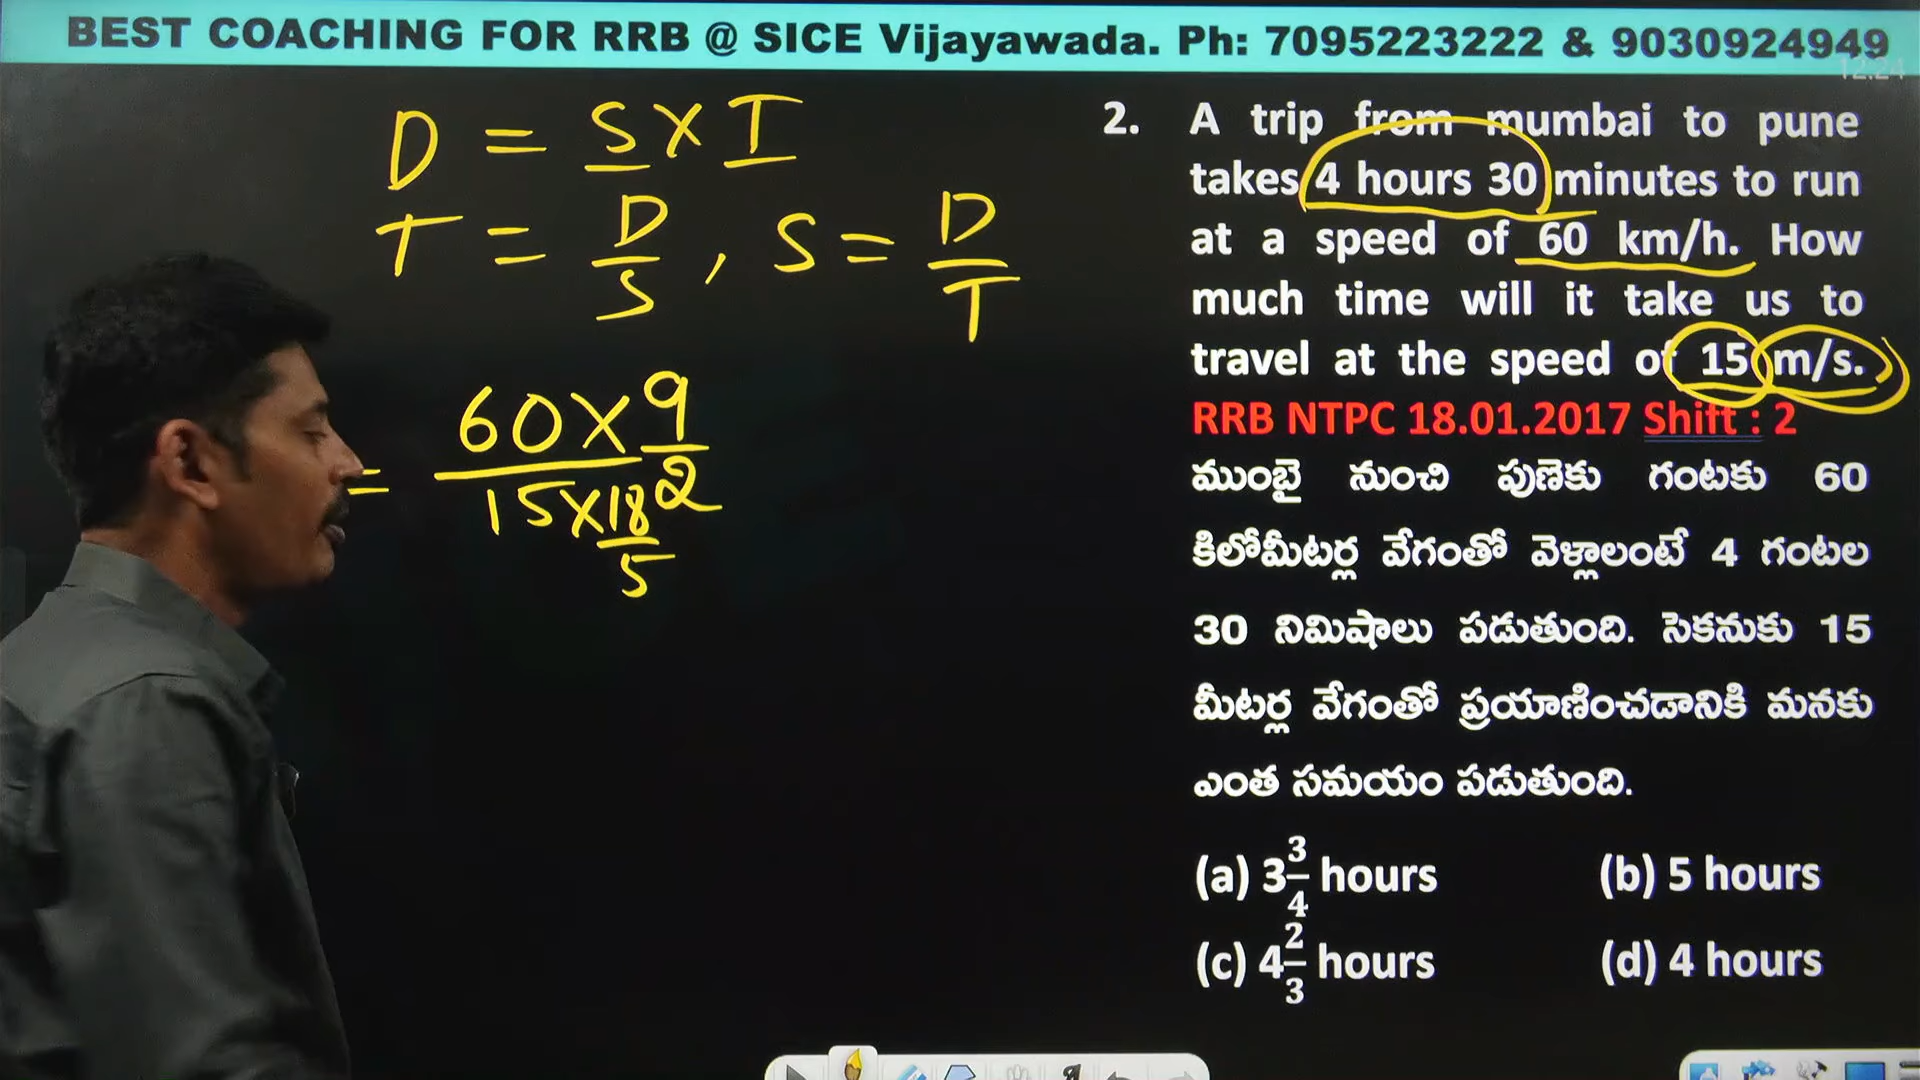 BEST COACHING FOR RRB @ SICE Vijayawada. Ph: 7095223222 & 9030924949
12:24
D = S X T
T = D/S , S = D/T
= 60 X 9/2
15 X 18/5
2. A trip from mumbai to pune
takes 4 hours 30 minutes to run
at a speed of 60 km/h. How
much time will it take us to
travel at the speed of 15 m/s.
RRB NTPC 18.01.2017 Shift : 2
ముంబై నుంచి పుణెకు గంటకు 60
కిలోమీటర్ల వేగంతో వెళ్లాలంటే 4 గంటల
30 నిమిషాలు పడుతుంది. సెకనుకు 15
మీటర్ల వేగంతో ప్రయాణించడానికి మనకు
ఎంత సమయం పడుతుంది.
(a) 3 3/4 hours (b) 5 hours
(c) 4 2/3 hours (d) 4 hours